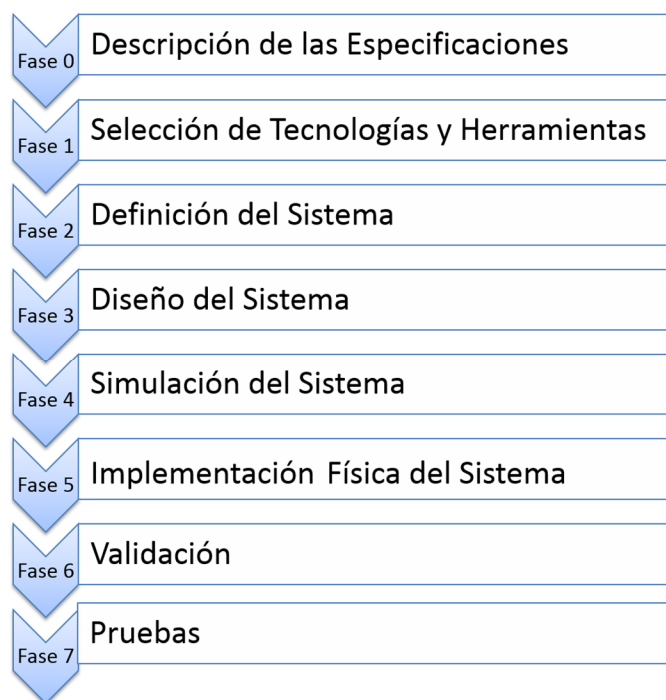 Fase 0
Descripción de las Especificaciones
Fase 1
Selección de Tecnologías y Herramientas
Fase 2
Definición del Sistema
Fase 3
Diseño del Sistema
Fase 4
Simulación del Sistema
Fase 5
Implementación Física del Sistema
Fase 6
Validación
Fase 7
Pruebas